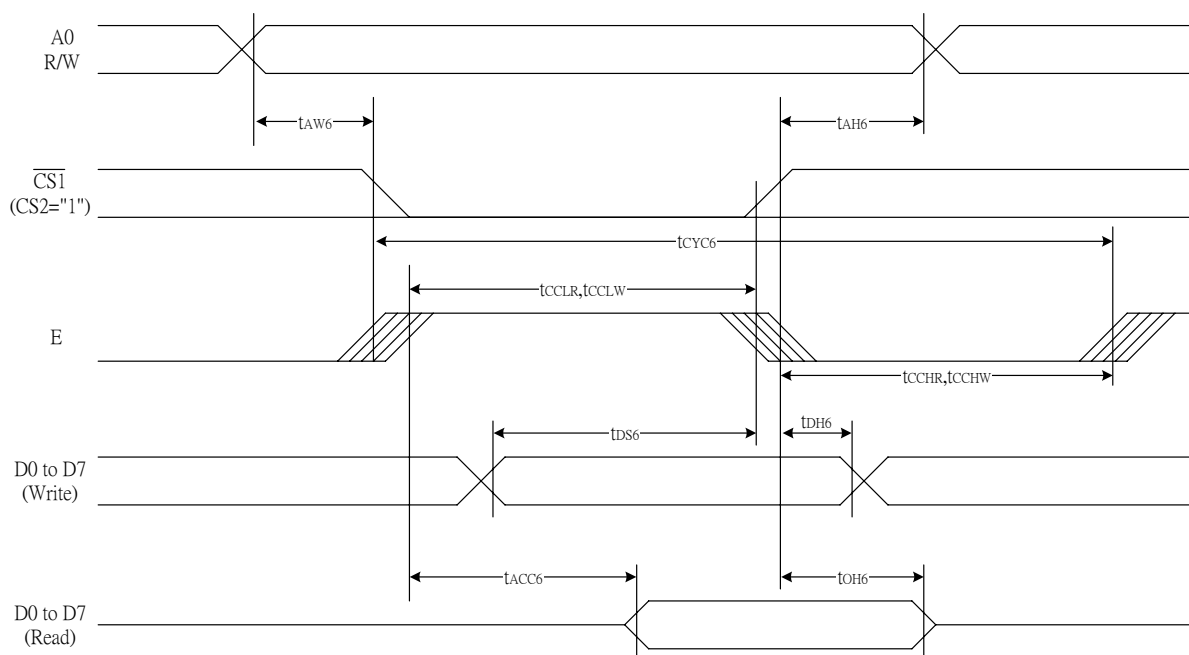 A0
R/W
tAW6
tAH6
CS1
(CS2="1")
tCYC6
tCCLR,tCCLW
E
tCCHR,tCCHW
tDS6
tDH6
D0 to D7
(Write)
tACC6
tOH6
D0 to D7
(Read)